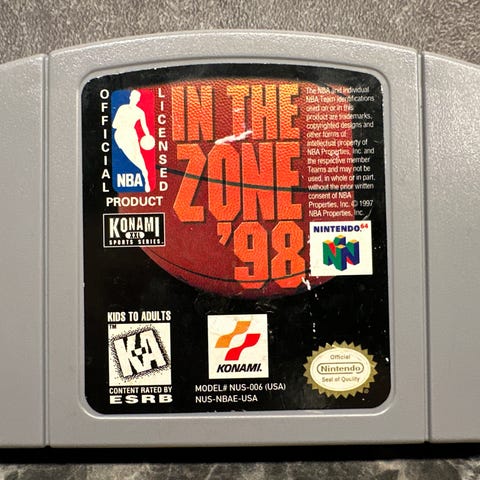 OFFICIAL
LICENSED
NBA
PRODUCT
IN THE
ZONE
'98
The NBA and individual
NBA Team identifications
used on or in this
product are trademarks,
copyrighted designs and
other forms of
intellectual property of
NBA Properties, Inc. and
the respective member
Teams and may not be
used, in whole or in part,
without the prior written
consent of NBA
Properties, Inc. © 1997
NBA Properties, Inc.
KONAMI
XXL
SPORTS SERIES.
NINTENDO 64
N
KIDS TO ADULTS
TM
K-A
CONTENT RATED BY
ESRB
KONAMI.
MODEL# NUS-006 (USA)
NUS-NBAE-USA
Official
Nintendo
Seal of Quality